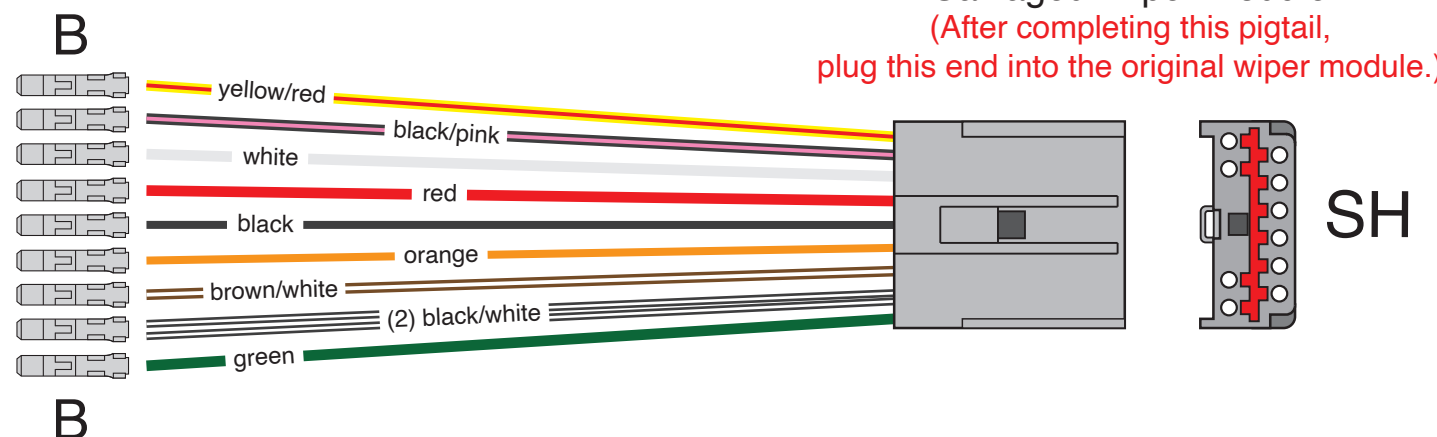 B
(After completing this pigtail,
plug this end into the original wiper module.)
yellow/red
black/pink
white
red
black
orange
brown/white
(2) black/white
green
SH
B